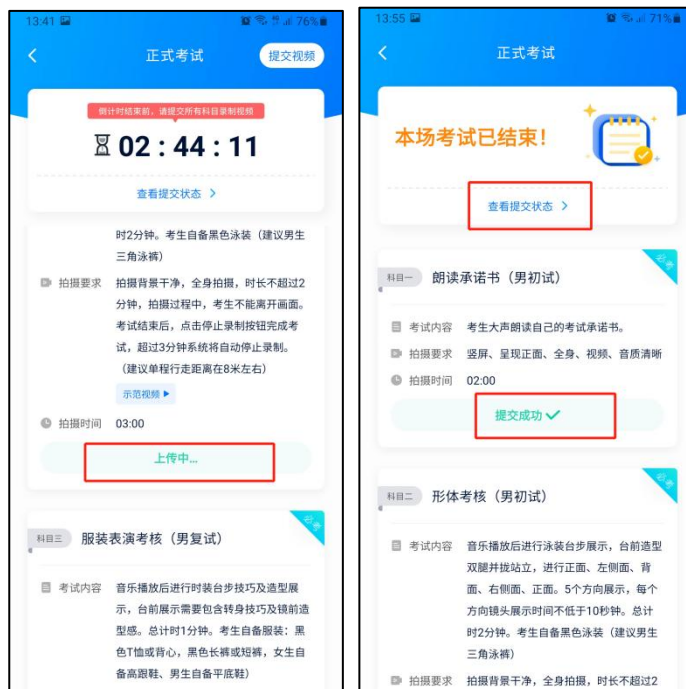 13:41
76%
正式考试
提交视频
倒计时结束前，请提交所有科目录制视频
02 : 44 : 11
查看提交状态
时2分钟。考生自备黑色泳装（建议男生
三角泳裤）
拍摄要求 拍摄背景干净，全身拍摄，时长不超过2
分钟，拍摄过程中，考生不能离开画面。
考试结束后，点击停止录制按钮完成考
试，超过3分钟系统将自动停止录制。
（建议单程行走距离在8米左右）
示范视频
拍摄时间 03:00
上传中...
必考
科目三 服装表演考核（男复试）
考试内容 音乐播放后进行时装台步技巧及造型展
示，台前展示需要包含转身技巧及镜前造
型感。总计时1分钟。考生自备服装：黑
色T恤或背心，黑色长裤或短裤，女生自
备高跟鞋、男生自备平底鞋）
13:55
71%
正式考试
本场考试已结束！
查看提交状态
必考
科目一 朗读承诺书（男初试）
考试内容 考生大声朗读自己的考试承诺书。
拍摄要求 竖屏、呈现正面、全身、视频、音质清晰
拍摄时间 02:00
提交成功
必考
科目二 形体考核（男初试）
考试内容 音乐播放后进行泳装台步展示，台前造型
双腿并拢站立，进行正面、左侧面、背
面、右侧面、正面。5个方向展示，每个
方向镜头展示时间不低于10秒钟。总计
时2分钟。考生自备黑色泳装（建议男生
三角泳裤）
拍摄要求 拍摄背景干净，全身拍摄，时长不超过2